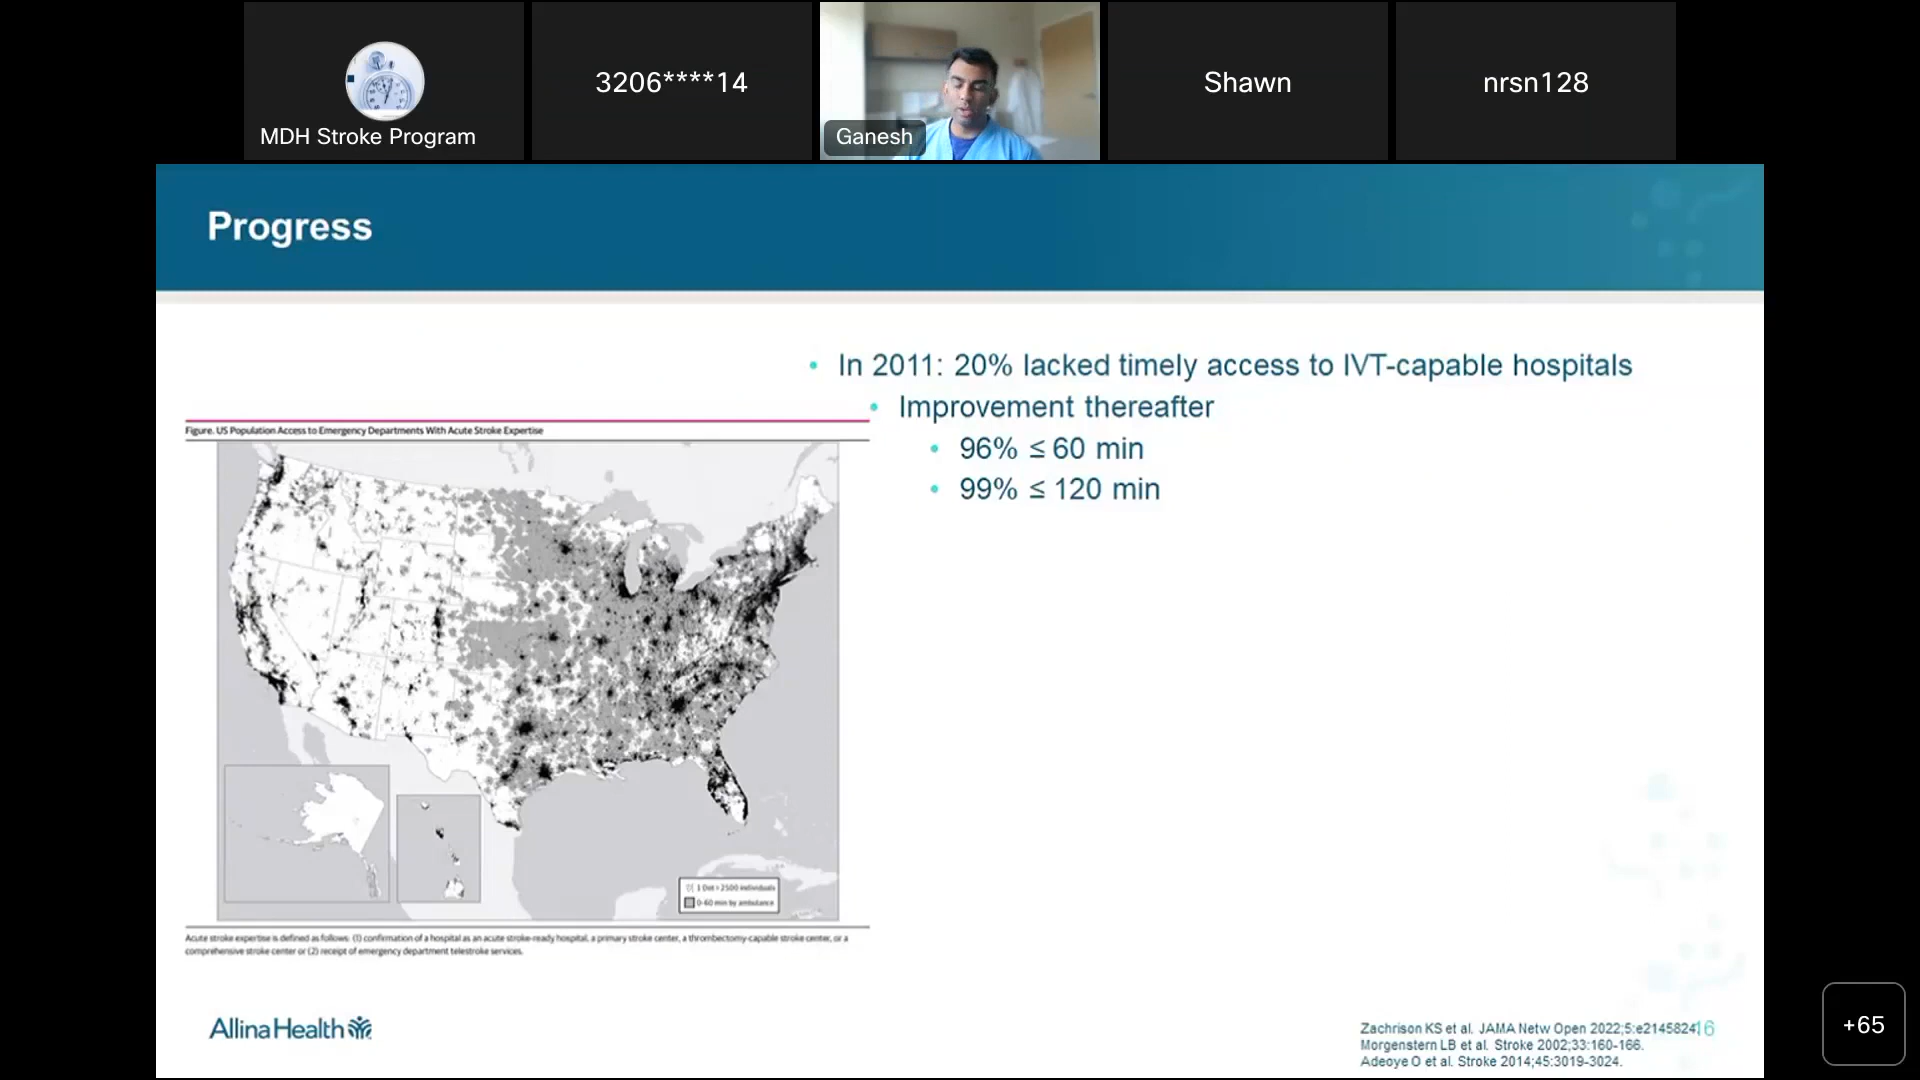 MDH Stroke Program
3206****14
Ganesh
Shawn
nrsn128
Progress
• In 2011: 20% lacked timely access to IVT-capable hospitals
• Improvement thereafter
• 96% ≤ 60 min
• 99% ≤ 120 min
Figure. US Population Access to Emergency Departments With Acute Stroke Expertise
1 Dot = 2500 individuals
0-60 min by ambulance
Acute stroke expertise is defined as follows: (1) confirmation of a hospital as an acute stroke-ready hospital, a primary stroke center, a thrombectomy-capable stroke center, or a
comprehensive stroke center or (2) receipt of emergency department telestroke services.
Allina Health
Zachrison KS et al. JAMA Netw Open 2022;5:e2145824.
16
Morgenstern LB et al. Stroke 2002;33:160-166.
Adeoye O et al. Stroke 2014;45:3019-3024.
+65